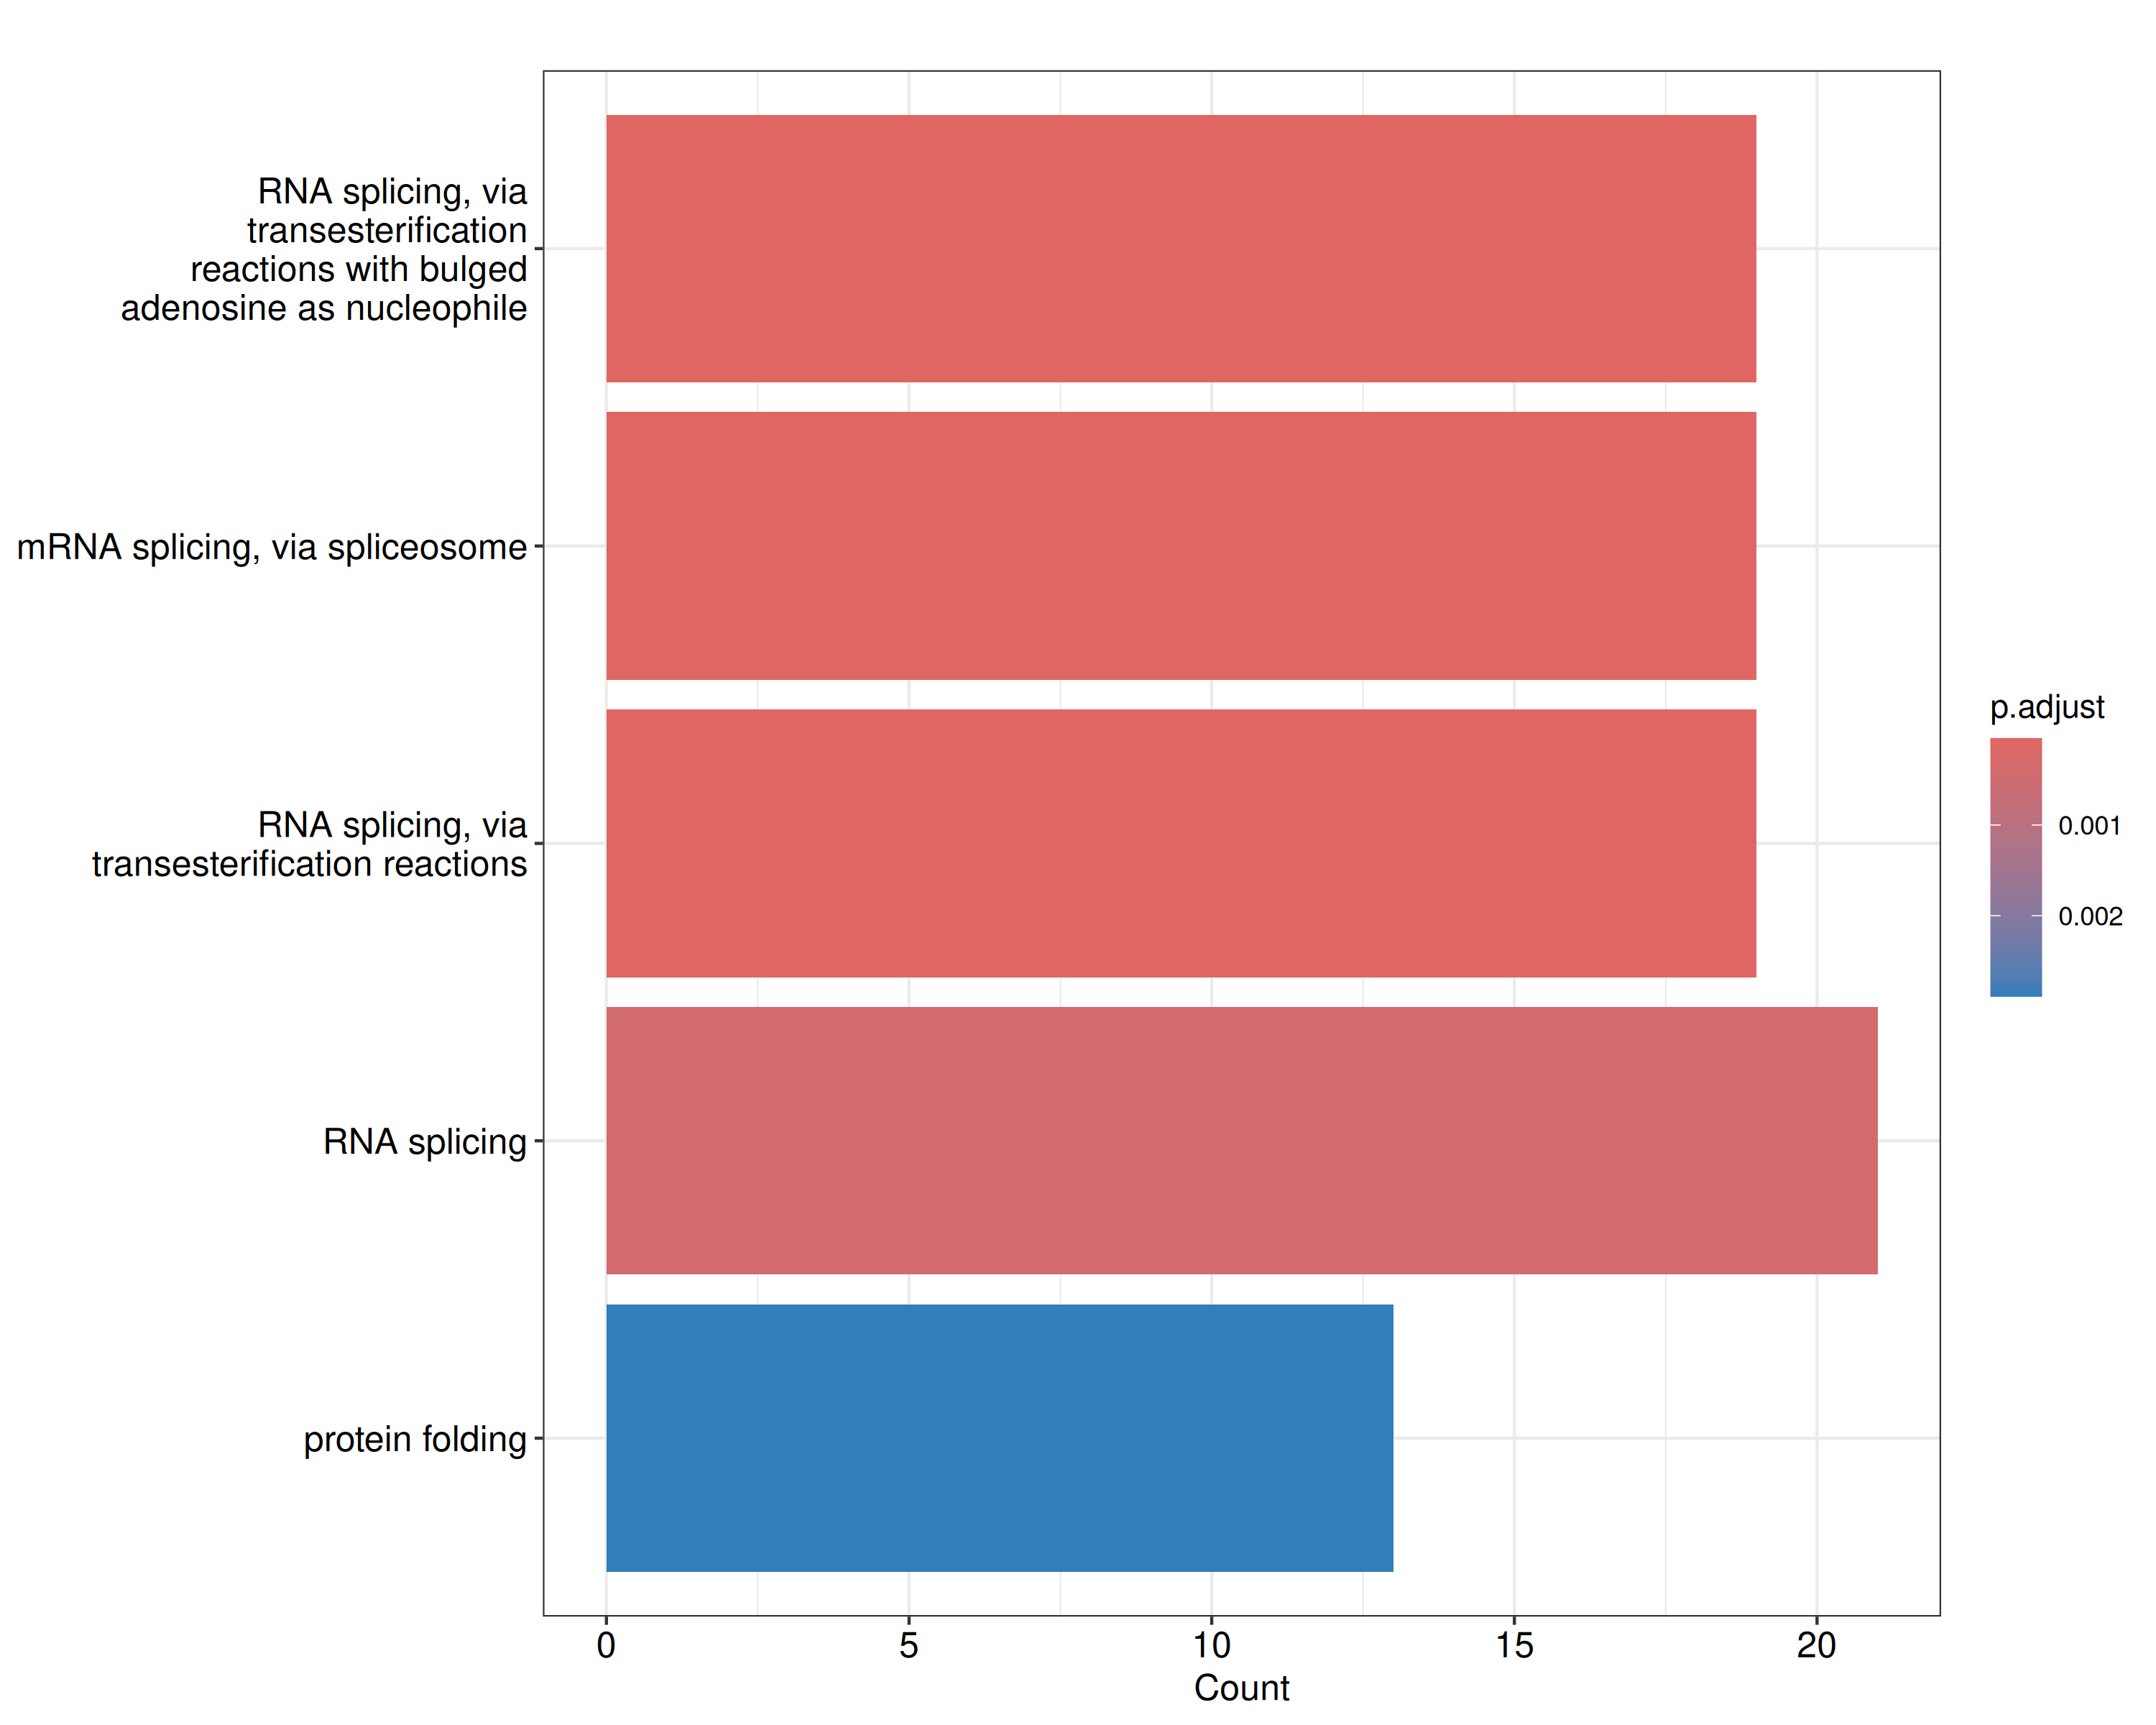 RNA splicing, via
transesterification
reactions with bulged
adenosine as nucleophile
mRNA splicing, via spliceosome
RNA splicing, via
transesterification reactions
RNA splicing
protein folding
0 5 10 15 20
Count
p.adjust
0.001
0.002